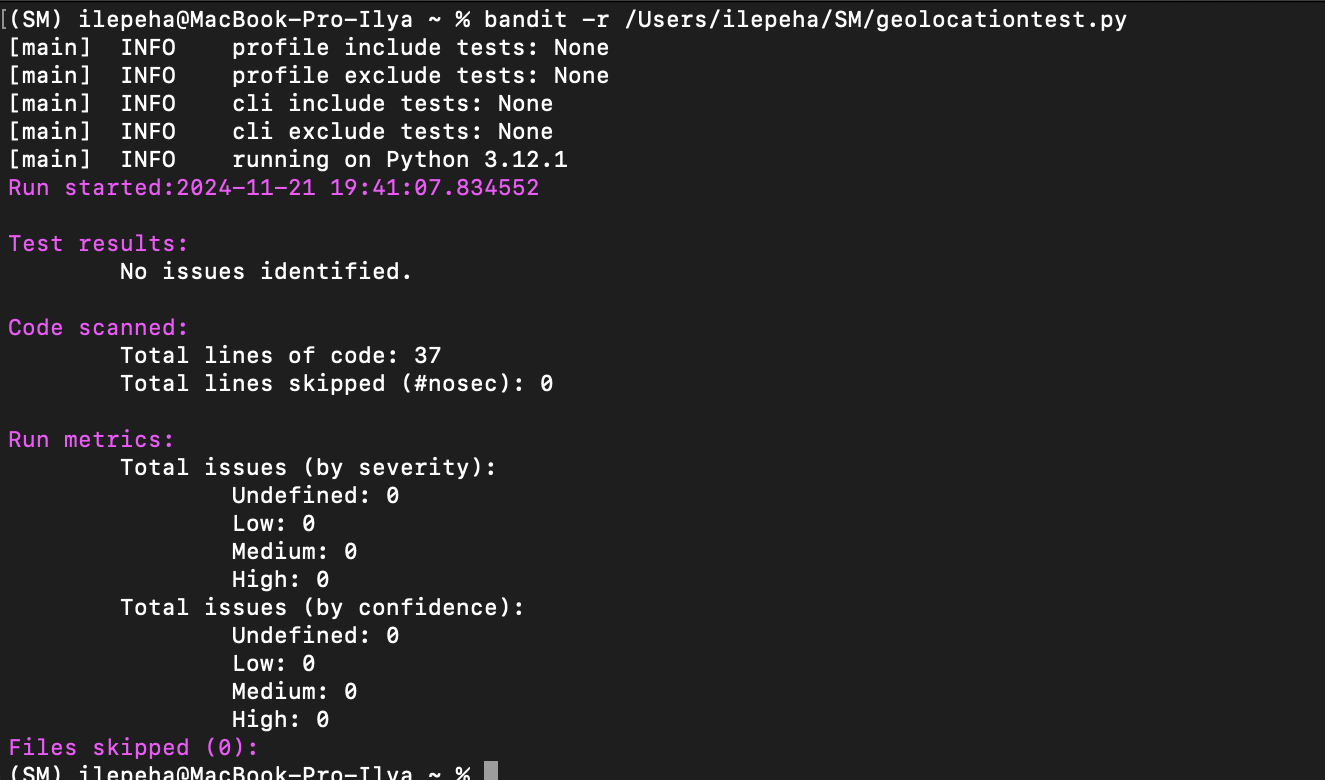 [(SM) ilepeha@MacBook-Pro-Ilya ~ % bandit -r /Users/ilepeha/SM/geolocationtest.py
[main]  INFO    profile include tests: None
[main]  INFO    profile exclude tests: None
[main]  INFO    cli include tests: None
[main]  INFO    cli exclude tests: None
[main]  INFO    running on Python 3.12.1
Run started:2024-11-21 19:41:07.834552
Test results:
No issues identified.
Code scanned:
Total lines of code: 37
Total lines skipped (#nosec): 0
Run metrics:
Total issues (by severity):
Undefined: 0
Low: 0
Medium: 0
High: 0
Total issues (by confidence):
Undefined: 0
Low: 0
Medium: 0
High: 0
Files skipped (0):
(SM) ilepeha@MacBook-Pro-Ilya ~ %